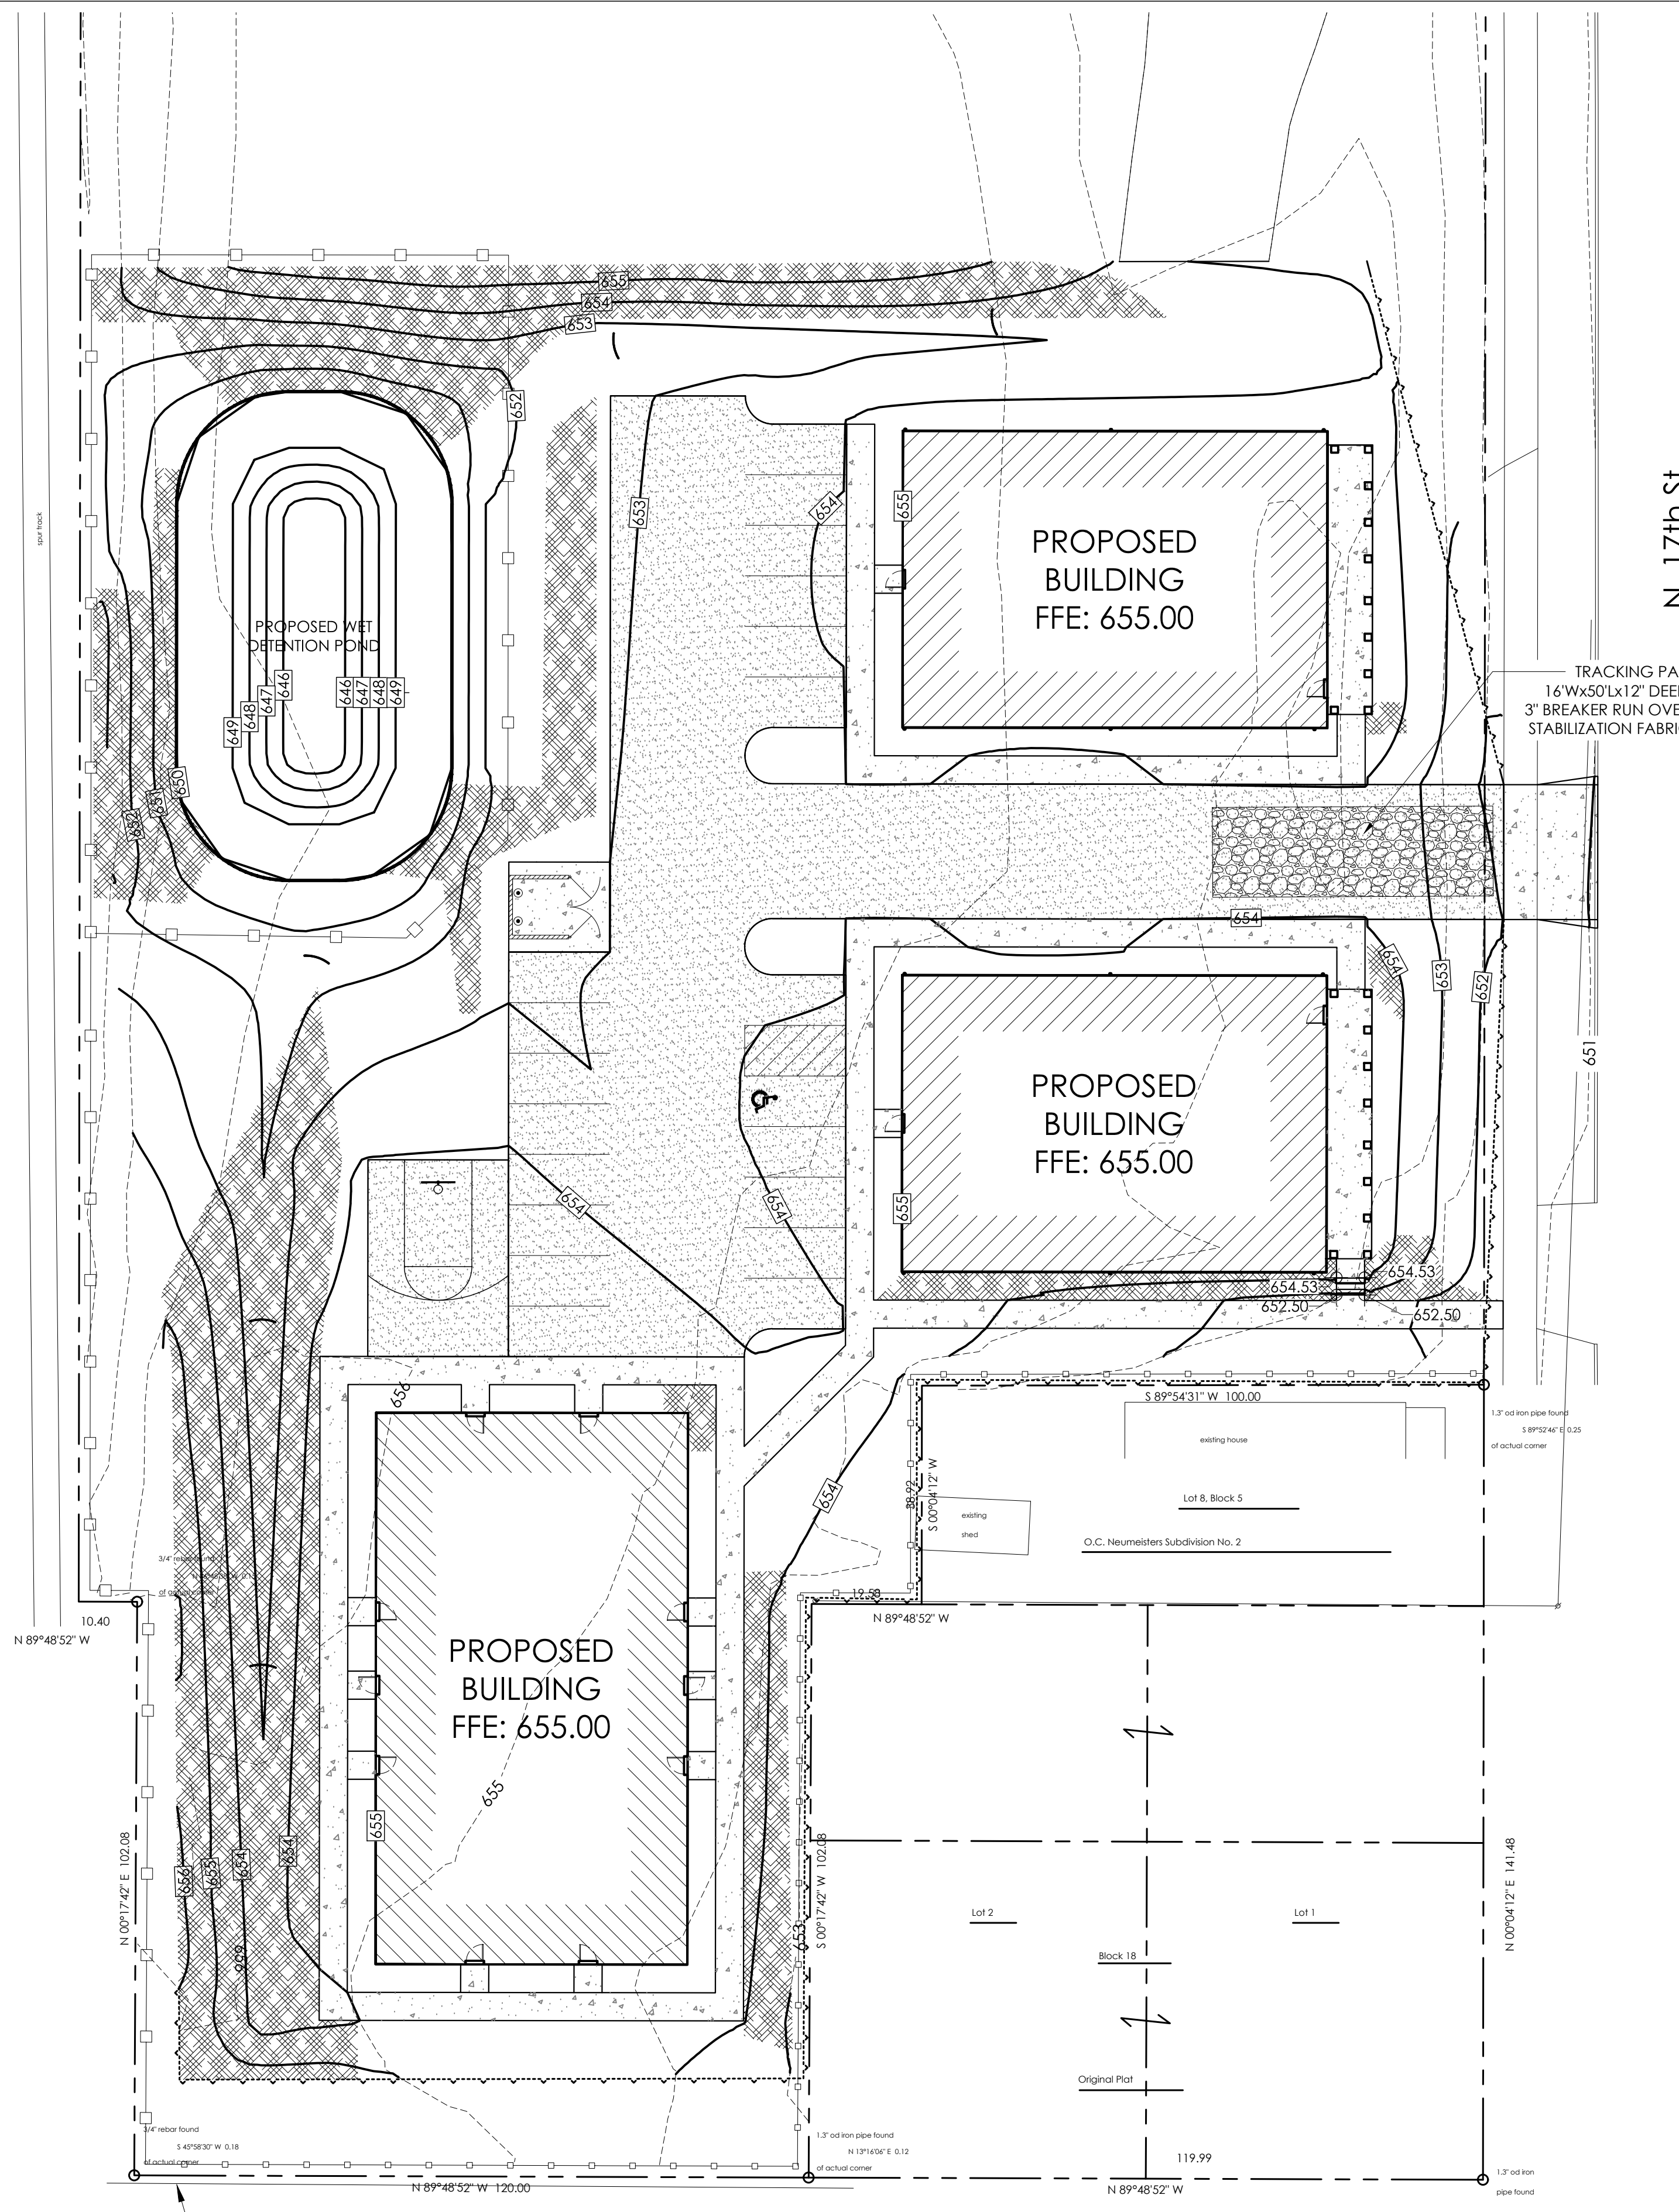 655
654
653
652
spur track
653
654
655
PROPOSED
BUILDING
FFE: 655.00
N 17th St
PROPOSED WET
DETENTION POND
646
647
648
649
646
647
648
649
650
651
652
TRACKING PA
16'Wx50'Lx12" DEE
3" BREAKER RUN OVE
STABILIZATION FABRI
654
654
653
652
651
PROPOSED
BUILDING
FFE: 655.00
655
654
654
654.53
654.53
652.50
652.50
656
S 89°54'31" W 100.00
existing house
1.3" od iron pipe found
S 89°52'46" E 0.25
of actual corner
38.92
S 00°04'12" W
654
existing
shed
Lot 8, Block 5
O.C. Neumeisters Subdivision No. 2
3/4" rebar found
of actual corner
19.58
N 89°48'52" W
10.40
N 89°48'52" W
PROPOSED
BUILDING
FFE: 655.00
655
655
656
655
654
654
656
653
N 00°17'42" E 102.08
S 00°17'42" W 102.08
N 00°04'12" E 141.48
Lot 2
Lot 1
Block 18
Original Plat
3/4" rebar found
S 45°58'30" W 0.18
of actual corner
1.3" od iron pipe found
N 13°16'06" E 0.12
of actual corner
N 89°48'52" W 120.00
119.99
N 89°48'52" W
1.3" od iron
pipe found